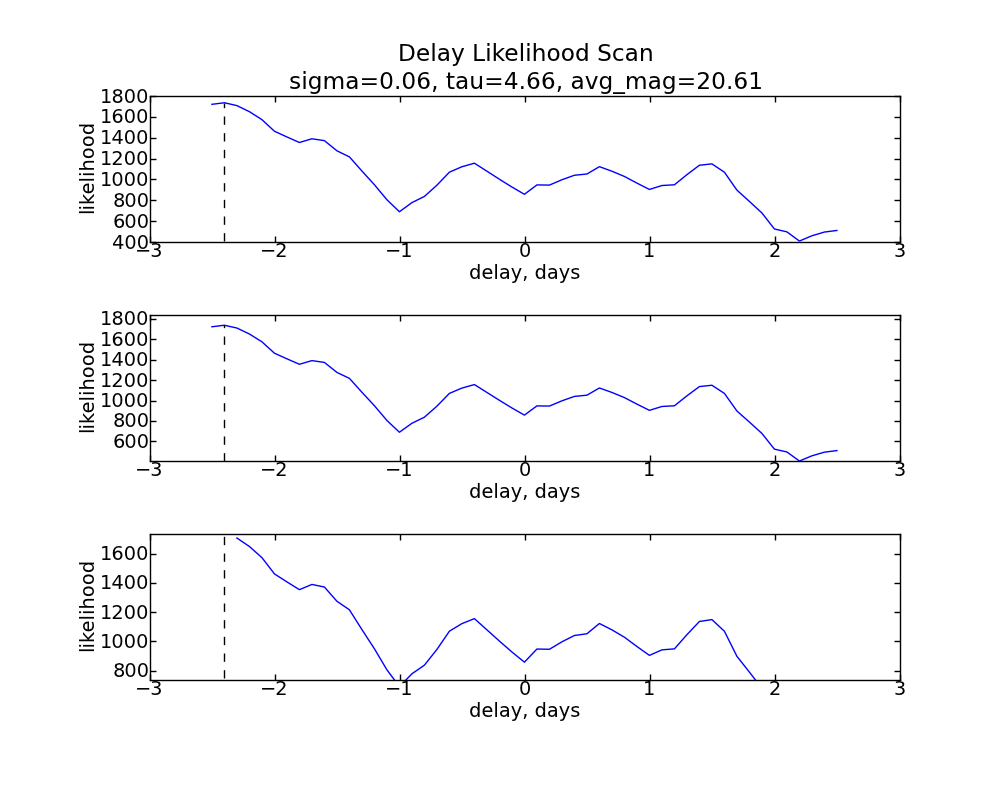 Delay Likelihood Scan
sigma=0.06, tau=4.66, avg_mag=20.61
1800
1600
1400
1200
1000
800
600
400
likelihood
−3 −2 −1 0 1 2 3
delay, days
1800
1600
1400
1200
1000
800
600
likelihood
−3 −2 −1 0 1 2 3
delay, days
1600
1400
1200
1000
800
likelihood
−3 −2 −1 0 1 2 3
delay, days